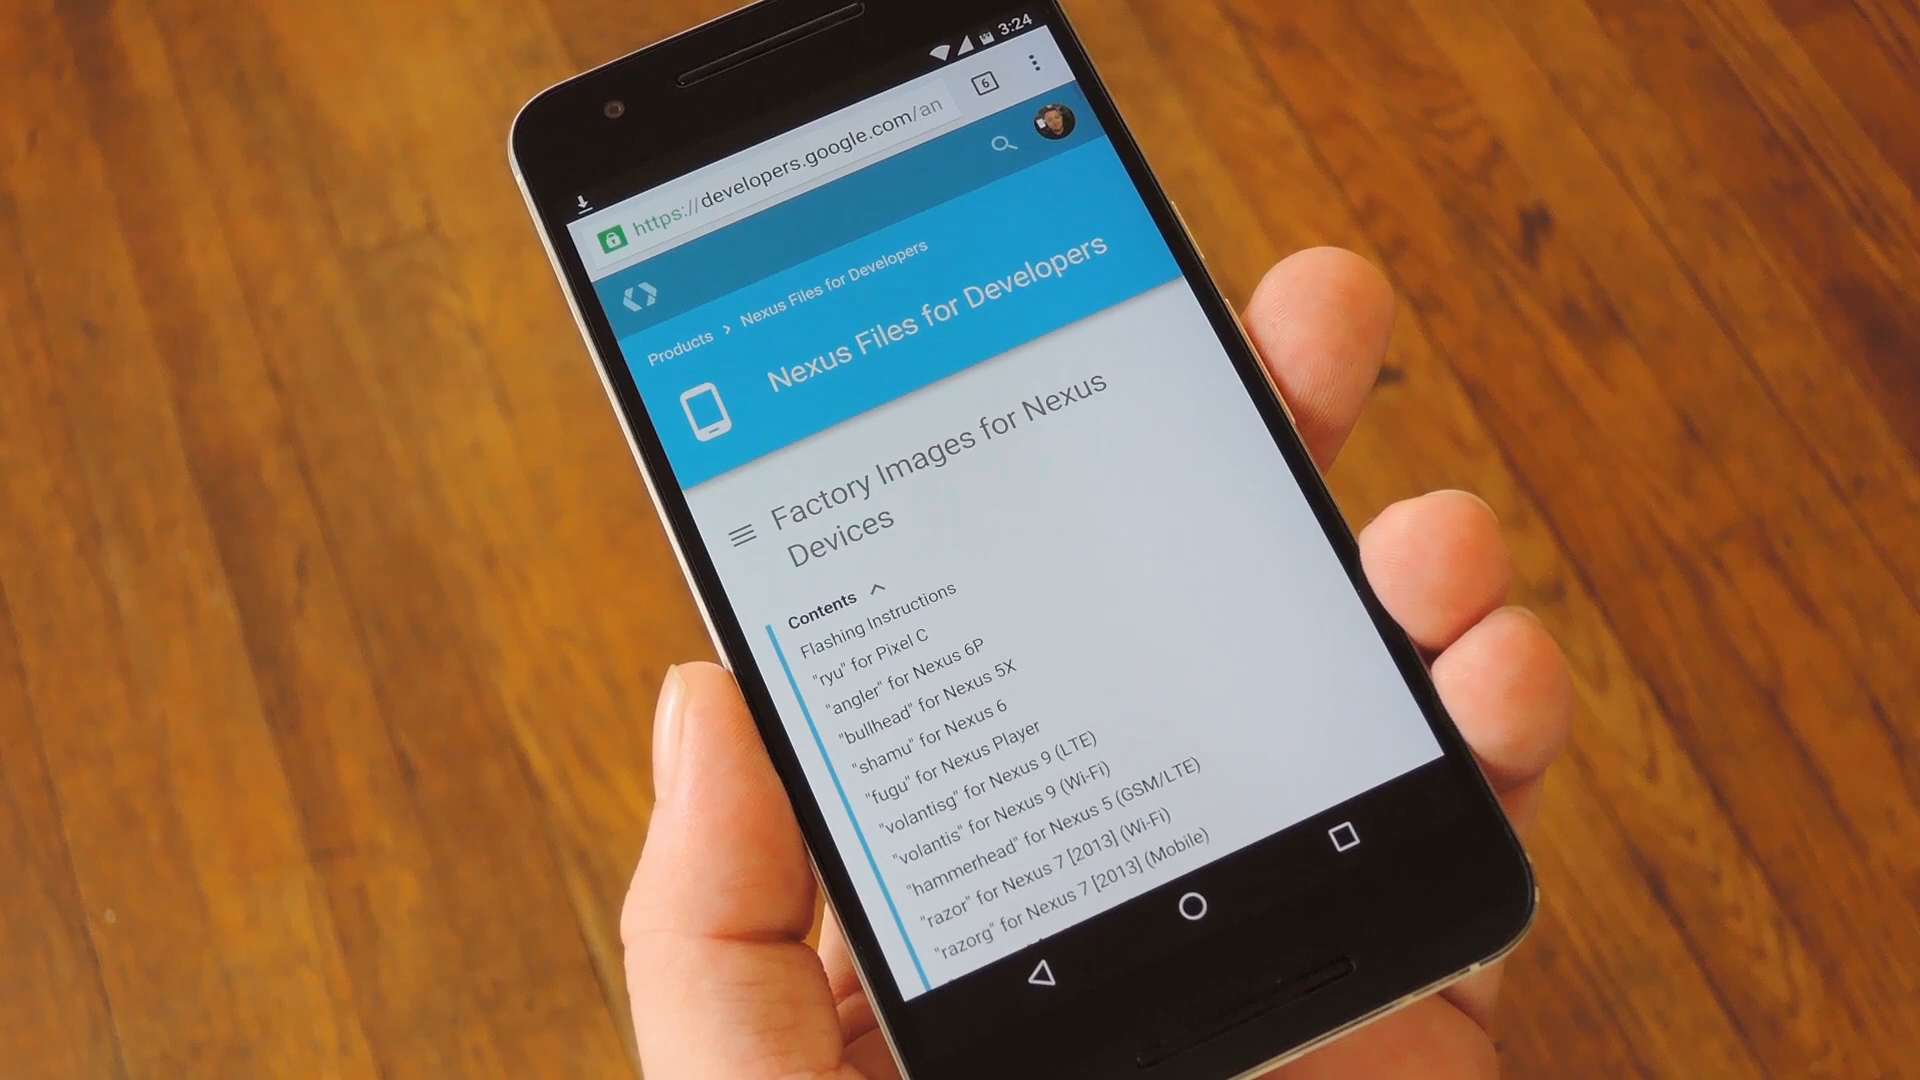 3:24
https://developers.google.com/an
6
Products > Nexus Files for Developers
Nexus Files for Developers
Factory Images for Nexus
Devices
Contents
Flashing Instructions
"ryu" for Pixel C
"angler" for Nexus 6P
"bullhead" for Nexus 5X
"shamu" for Nexus 6
"fugu" for Nexus Player
"volantisg" for Nexus 9 (LTE)
"volantis" for Nexus 9 (Wi-Fi)
"hammerhead" for Nexus 5 (GSM/LTE)
"razor" for Nexus 7 [2013] (Wi-Fi)
"razorg" for Nexus 7 [2013] (Mobile)